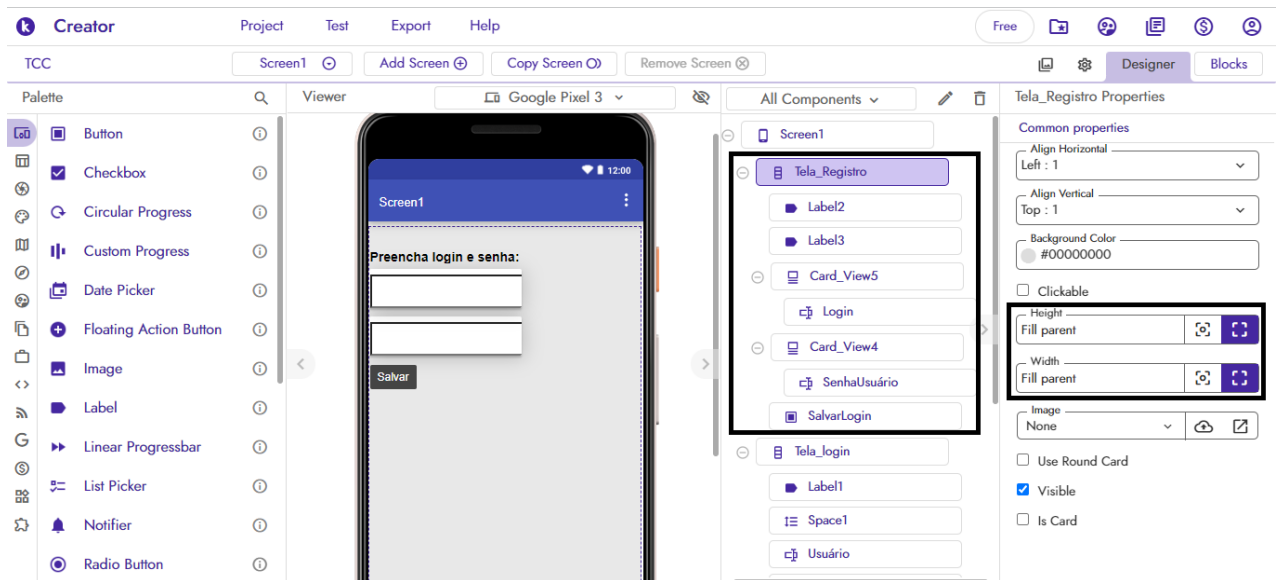 Creator
Project
Test
Export
Help
Free
TCC
Screen1
Add Screen
Copy Screen
Remove Screen
Designer
Blocks
Palette
Button
Checkbox
Circular Progress
Custom Progress
Date Picker
Floating Action Button
Image
Label
Linear Progressbar
List Picker
Notifier
Radio Button
Viewer
Google Pixel 3
12:00
Screen1
Preencha login e senha:
Salvar
All Components
Screen1
Tela_Registro
Label2
Label3
Card_View5
Login
Card_View4
SenhaUsuário
SalvarLogin
Tela_login
Label1
Space1
Usuário
Tela_Registro Properties
Common properties
Align Horizontal
Left : 1
Align Vertical
Top : 1
Background Color
#00000000
Clickable
Height
Fill parent
Width
Fill parent
Image
None
Use Round Card
Visible
Is Card